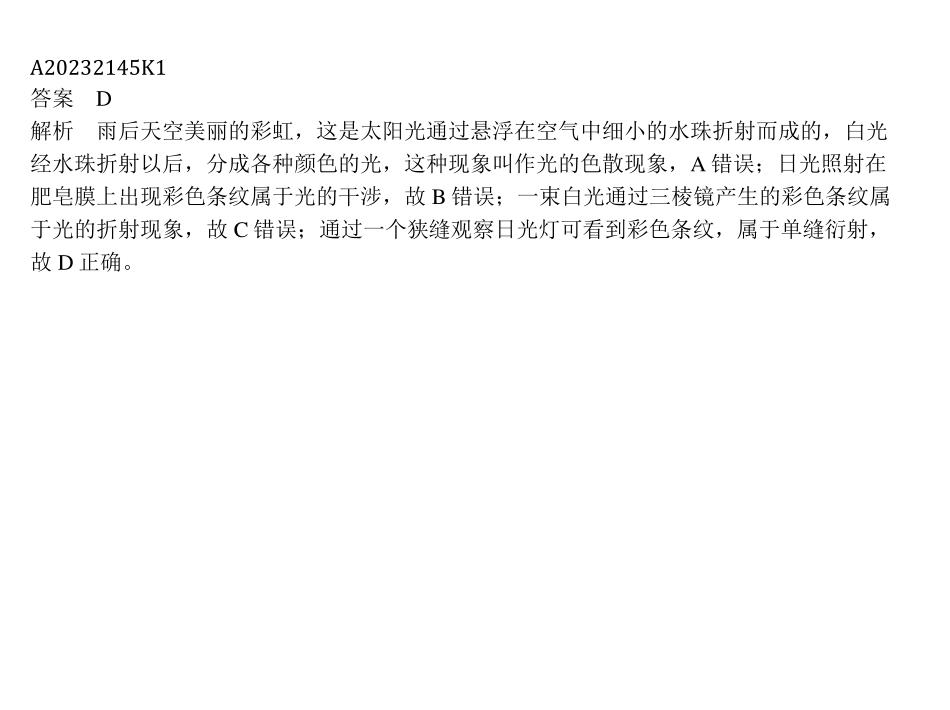 A20232145K1
答案　D
解析　雨后天空美丽的彩虹，这是太阳光通过悬浮在空气中细小的水珠折射而成的，白光
经水珠折射以后，分成各种颜色的光，这种现象叫作光的色散现象，A 错误；日光照射在
肥皂膜上出现彩色条纹属于光的干涉，故 B 错误；一束白光通过三棱镜产生的彩色条纹属
于光的折射现象，故 C 错误；通过一个狭缝观察日光灯可看到彩色条纹，属于单缝衍射，
故 D 正确。